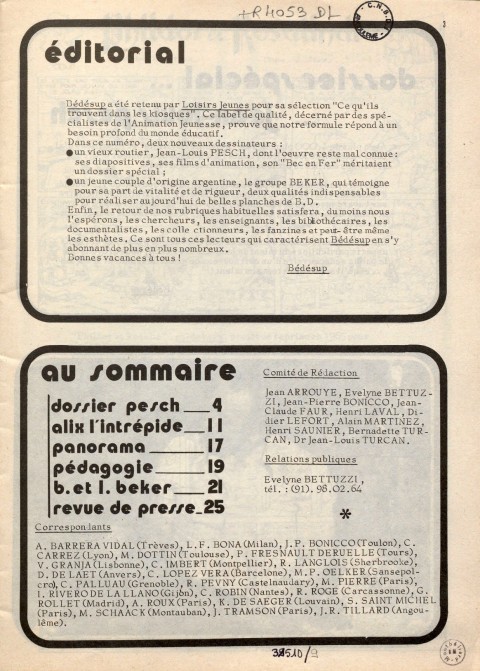 +R4053 DL
C.N.B.D.I
ANGOULEME
3
éditorial
Bédésup a été retenu par Loisirs Jeunes pour sa sélection "Ce qu'ils
trouvent dans les kiosques". Ce label de qualité, décerné par des spé-
cialistes de l'Animation Jeunesse, prouve que notre formule répond à un
besoin profond du monde éducatif.
Dans ce numéro, deux nouveaux dessinateurs :
● un vieux routier, Jean-Louis PESCH, dont l'oeuvre reste mal connue :
ses diapositives, ses films d'animation, son "Bec en Fer" méritaient
un dossier spécial ;
● un jeune couple d'origine argentine, le groupe BEKER, qui témoigne
pour sa part de vitalité et de rigueur, deux qualités indispensables
pour réaliser aujourd'hui de belles planches de B.D.
Enfin, le retour de nos rubriques habituelles satisfera, du moins nous
l'espérons, les chercheurs, les enseignants, les bibliothécaires, les
documentalistes, les colle ctionneurs, les fanzines et peut-être même
les esthètes. Ce sont tous ces lecteurs qui caractérisent Bédésup en s'y
abonnant de plus en plus nombreux.
Bonnes vacances à tous !
Bédésup
au sommaire
dossier pesch 4
alix l'intrépide 11
panorama 17
pédagogie 19
b. et l. beker 21
revue de presse 25
Comité de Rédaction
Jean ARROUYE, Evelyne BETTUZ-
ZI, Jean-Pierre BONICCO, Jean-
Claude FAUR, Henri LAVAL, Di-
dier LEFORT, Alain MARTINEZ,
Henri SAUNIER, Bernadette TUR-
CAN, Dr Jean-Louis TURCAN.
Relations publiques
Evelyne BETTUZZI,
tél. : (91). 98.02.64
*
Correspondants
A. BARRERA VIDAL (Trèves), L.F. BONA (Milan), J.P. BONICCO (Toulon), C.
CARREZ (Lyon), M. DOTTIN (Toulouse), P. FRESNAULT DERUELLE (Tours),
V. GRANJA (Lisbonne), C. IMBERT (Montpellier), R. LANGLOIS (Sherbrooke),
D. DE LAET (Anvers), C. LOPEZ VERA (Barcelone), M.P. OELKER (Sansepol-
cro), C. PALLUAU (Grenoble), R. PEVNY (Castelnaudary), M. PIERRE (Paris),
I. RIVERO DE LA LLANO (Gijòn), C. ROBIN (Nantes), R. ROGE (Carcassonne), G.
ROLLET (Madrid), A. ROUX (Paris), K. DE SAEGER (Louvain), S. SAINT MICHEL
(Paris), M. SCHAACK (Montauban), J. TRAMSON (Paris), J.R. TILLARD (Angou-
lême).